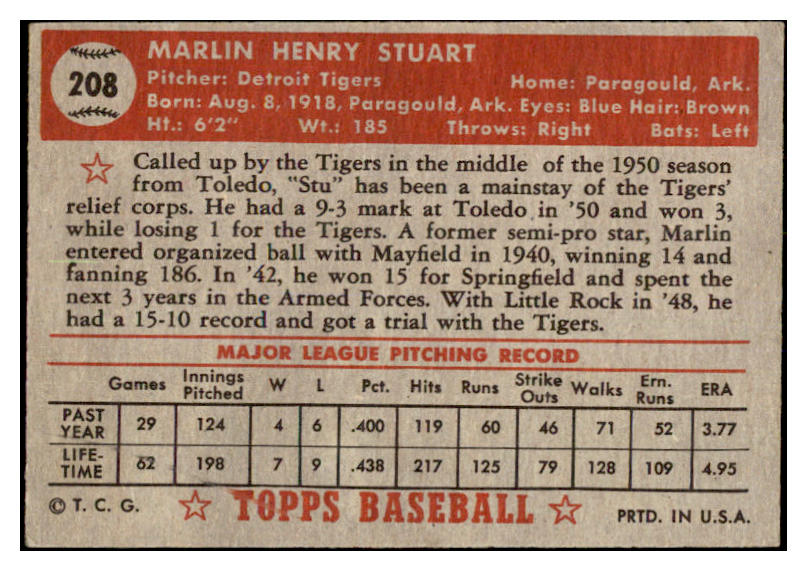 208
MARLIN HENRY STUART
Pitcher: Detroit Tigers Home: Paragould, Ark.
Born: Aug. 8, 1918, Paragould, Ark. Eyes: Blue Hair: Brown
Ht.: 6'2" Wt.: 185 Throws: Right Bats: Left
Called up by the Tigers in the middle of the 1950 season
from Toledo, "Stu" has been a mainstay of the Tigers'
relief corps. He had a 9-3 mark at Toledo in '50 and won 3,
while losing 1 for the Tigers. A former semi-pro star, Marlin
entered organized ball with Mayfield in 1940, winning 14 and
fanning 186. In '42, he won 15 for Springfield and spent the
next 3 years in the Armed Forces. With Little Rock in '48, he
had a 15-10 record and got a trial with the Tigers.
MAJOR LEAGUE PITCHING RECORD
Games Innings Pitched W L Pct. Hits Runs Strike Outs Walks Ern. Runs ERA
PAST YEAR 29 124 4 6 .400 119 60 46 71 52 3.77
LIFE-TIME 62 198 7 9 .438 217 125 79 128 109 4.95
© T. C. G. TOPPS BASEBALL PRTD. IN U.S.A.